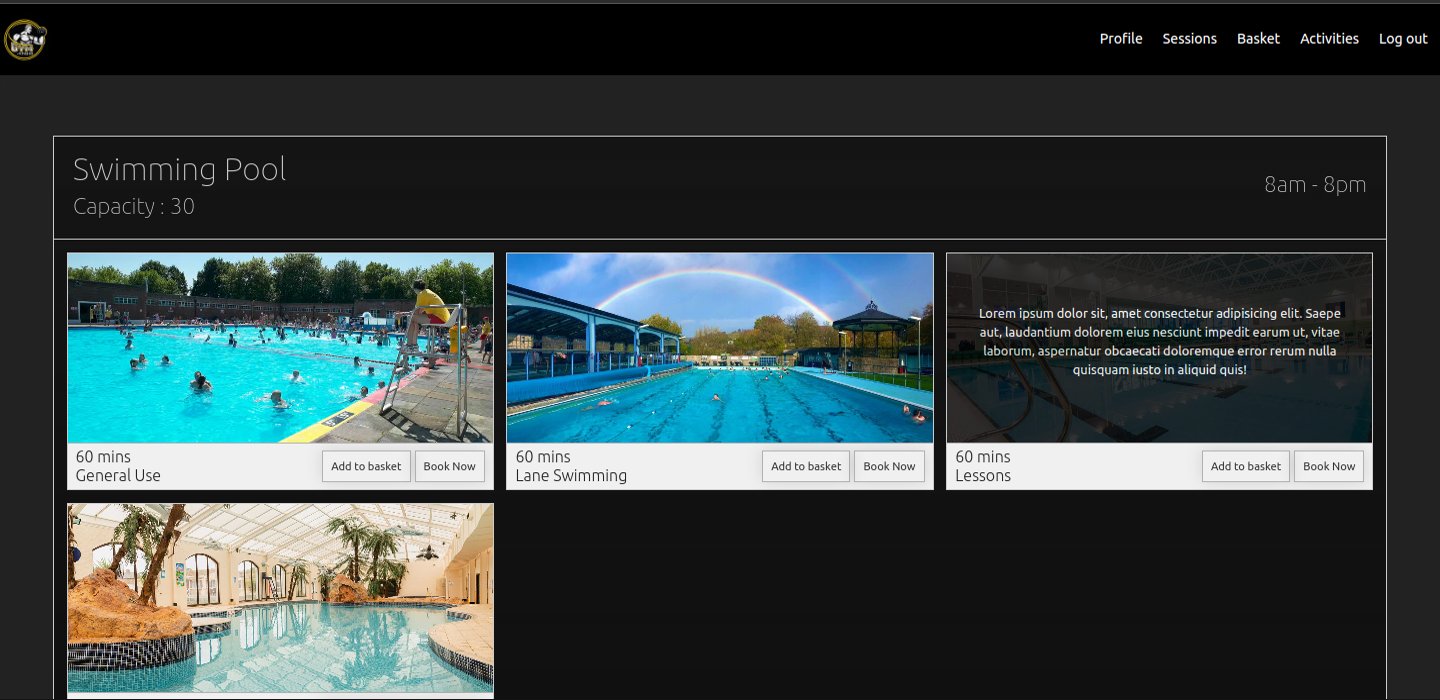 Profile Sessions Basket Activities Log out
Swimming Pool
Capacity : 30
8am - 8pm
Lorem ipsum dolor sit, amet consectetur adipisicing elit. Saepe
aut, laudantium dolorem eius nesciunt impedit earum ut, vitae
laborum, aspernatur obcaecati doloremque error rerum nulla
quisquam iusto in aliquid quis!
60 mins
General Use
Add to basket Book Now
60 mins
Lane Swimming
Add to basket Book Now
60 mins
Lessons
Add to basket Book Now